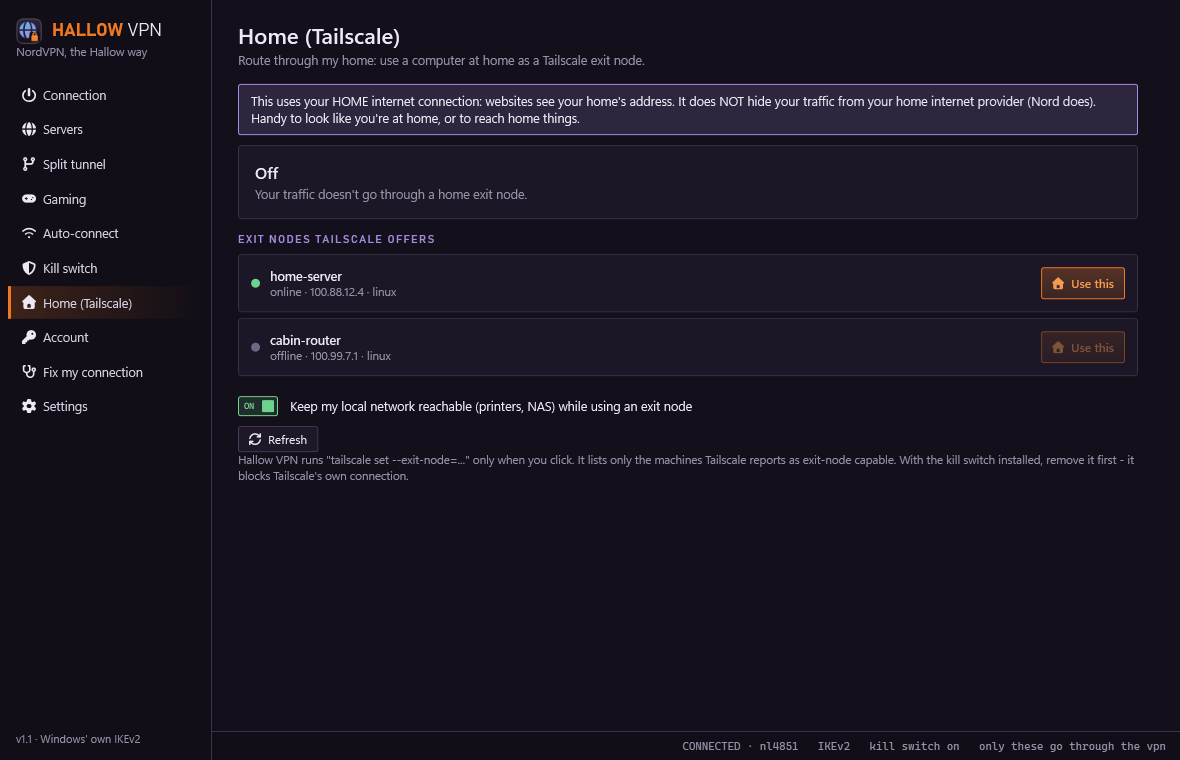 HALLOW VPN
NordVPN, the Hallow way
Connection
Servers
Split tunnel
Gaming
Auto-connect
Kill switch
Home (Tailscale)
Account
Fix my connection
Settings
v1.1 · Windows' own IKEv2
Home (Tailscale)
Route through my home: use a computer at home as a Tailscale exit node.
This uses your HOME internet connection: websites see your home's address. It does NOT hide your traffic from your home internet provider (Nord does).
Handy to look like you're at home, or to reach home things.
Off
Your traffic doesn't go through a home exit node.
EXIT NODES TAILSCALE OFFERS
home-server
online · 100.88.12.4 · linux
Use this
cabin-router
offline · 100.99.7.1 · linux
Use this
ON Keep my local network reachable (printers, NAS) while using an exit node
Refresh
Hallow VPN runs "tailscale set --exit-node=..." only when you click. It lists only the machines Tailscale reports as exit-node capable. With the kill switch installed, remove it first - it
blocks Tailscale's own connection.
CONNECTED · nl4851 IKEv2 kill switch on only these go through the vpn